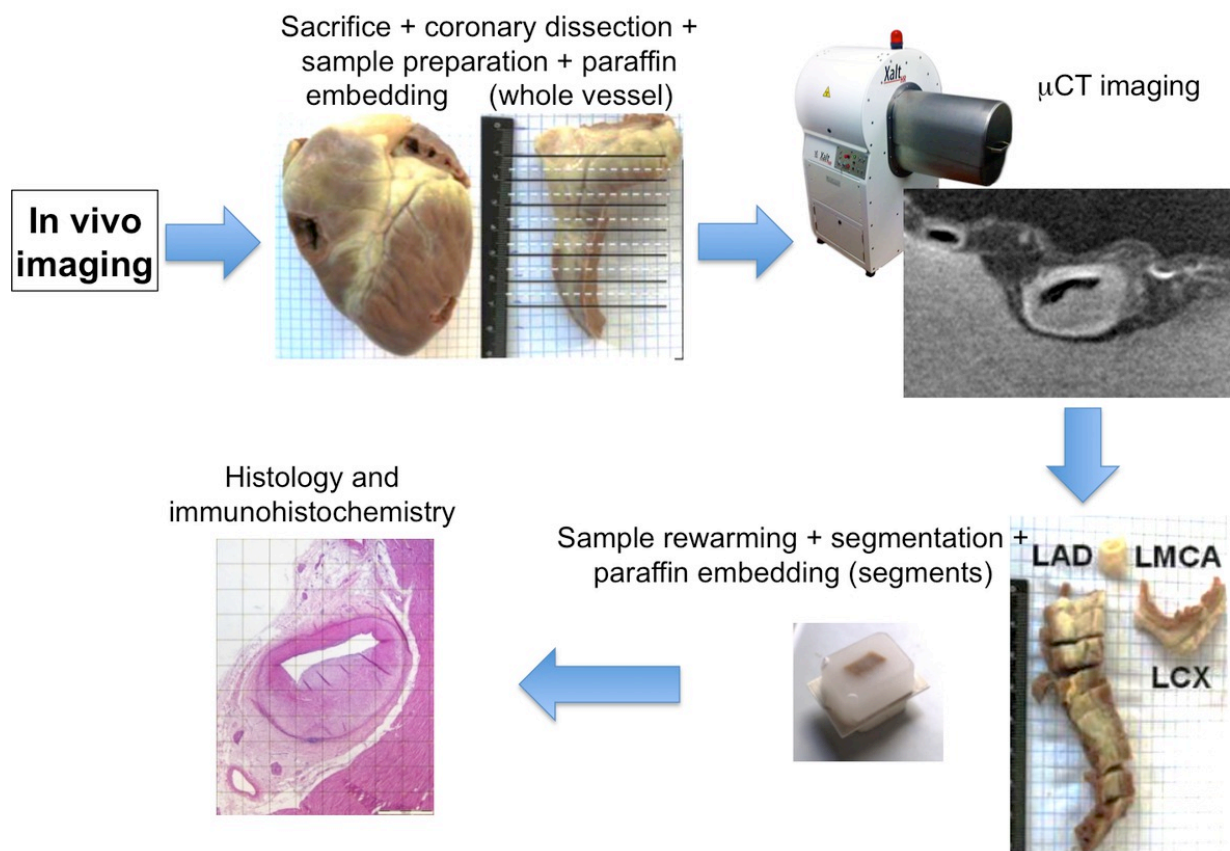 Sacrifice + coronary dissection +
sample preparation + paraffin
embedding (whole vessel)
Xalt
μCT imaging
In vivo
imaging
Histology and
immunohistochemistry
Sample rewarming + segmentation +
paraffin embedding (segments)
LAD LMCA
LCX